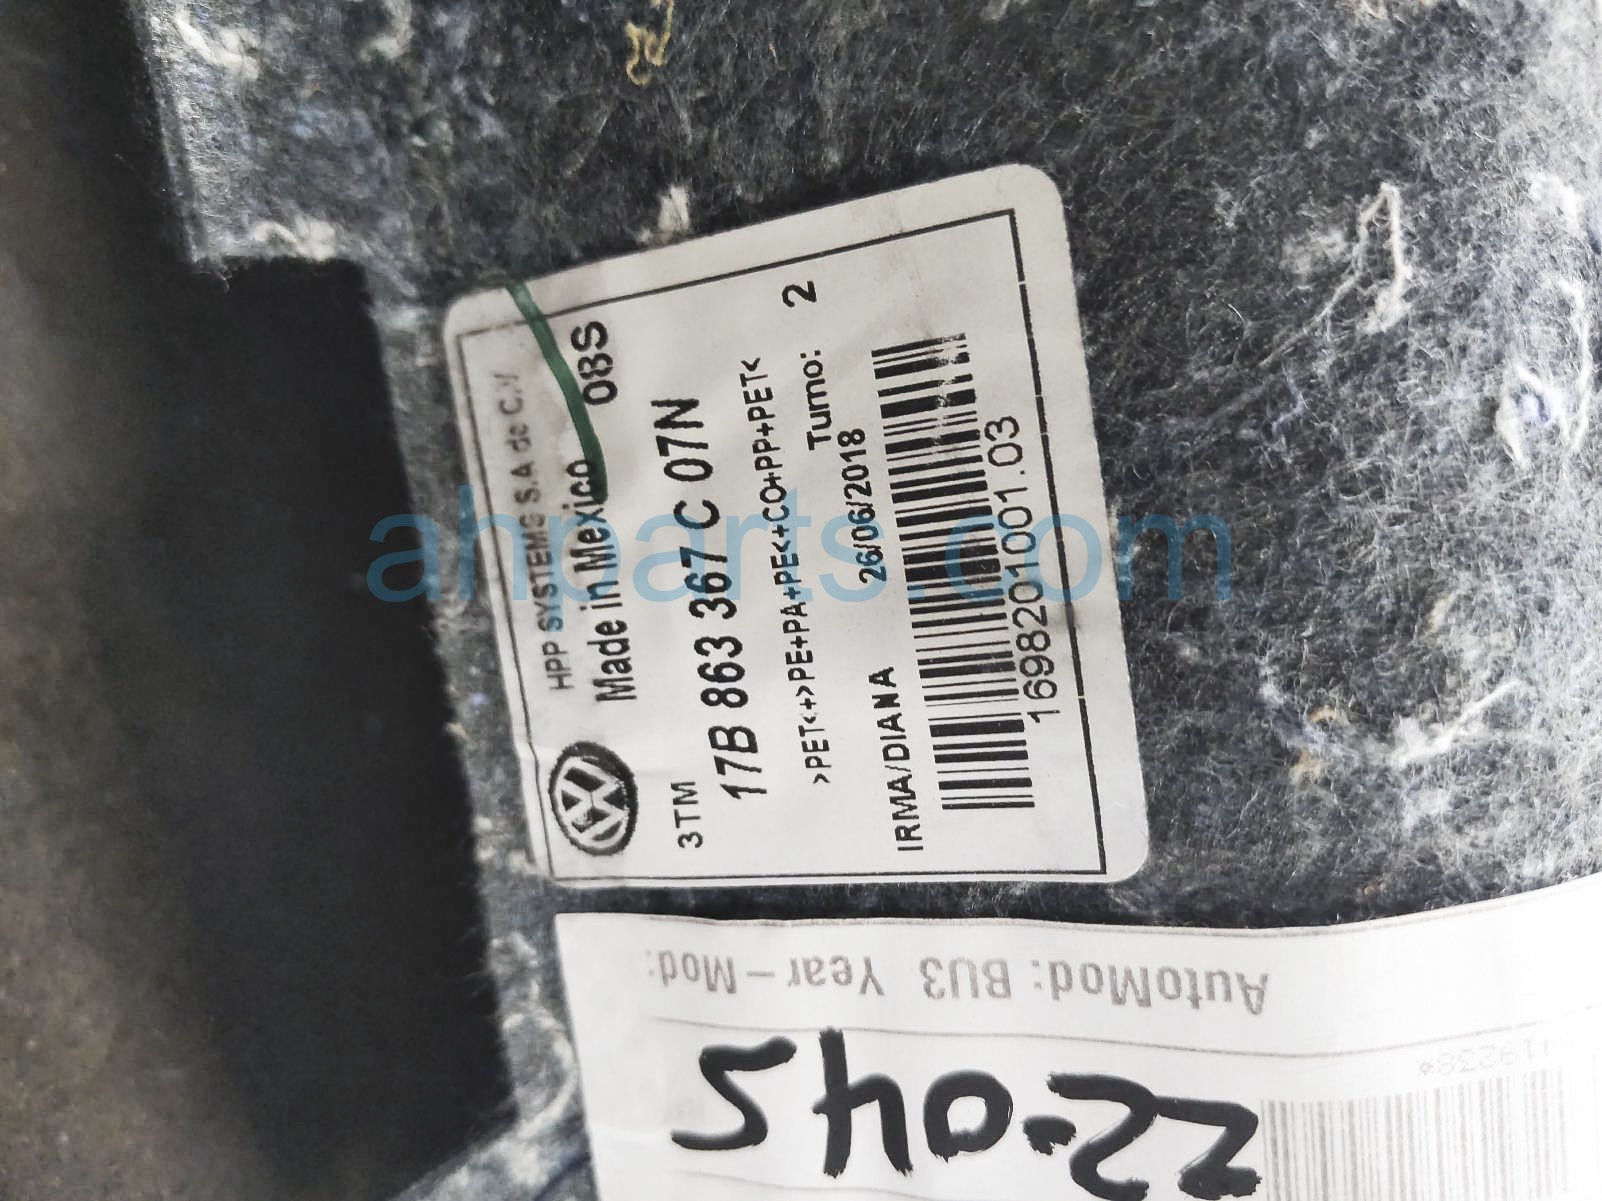 HPP SYSTEMS S.A de C.V
Made in Mexico 08S
3TM
17B 863 367 C 07N
>PET<+>PE+PA+PE<+CO+PP+PET<
Turno: 2
IRMA/DIANA 26/06/2018
1698201001.03
AutoMod: BU3 Year-Mod:
22-045
ahparts.com